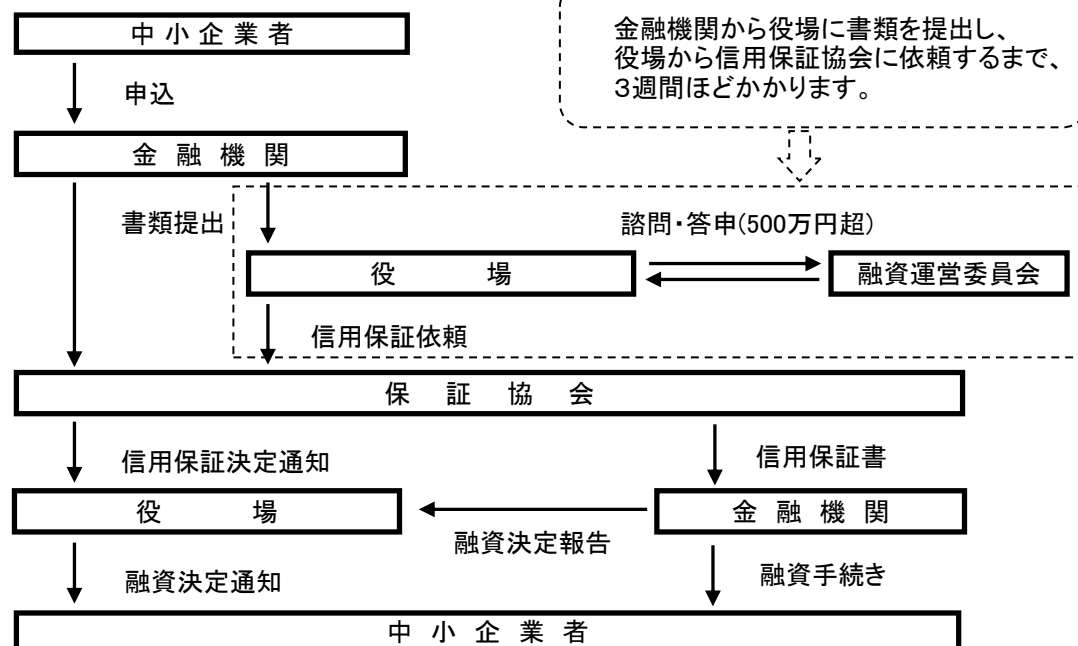 中小企業者
金融機関から役場に書類を提出し、
役場から信用保証協会に依頼するまで、
３週間ほどかかります。
申込
金融機関
書類提出
諮問・答申(500万円超)
役場
融資運営委員会
信用保証依頼
保証協会
信用保証決定通知
信用保証書
役場
金融機関
融資決定報告
融資決定通知
融資手続き
中小企業者